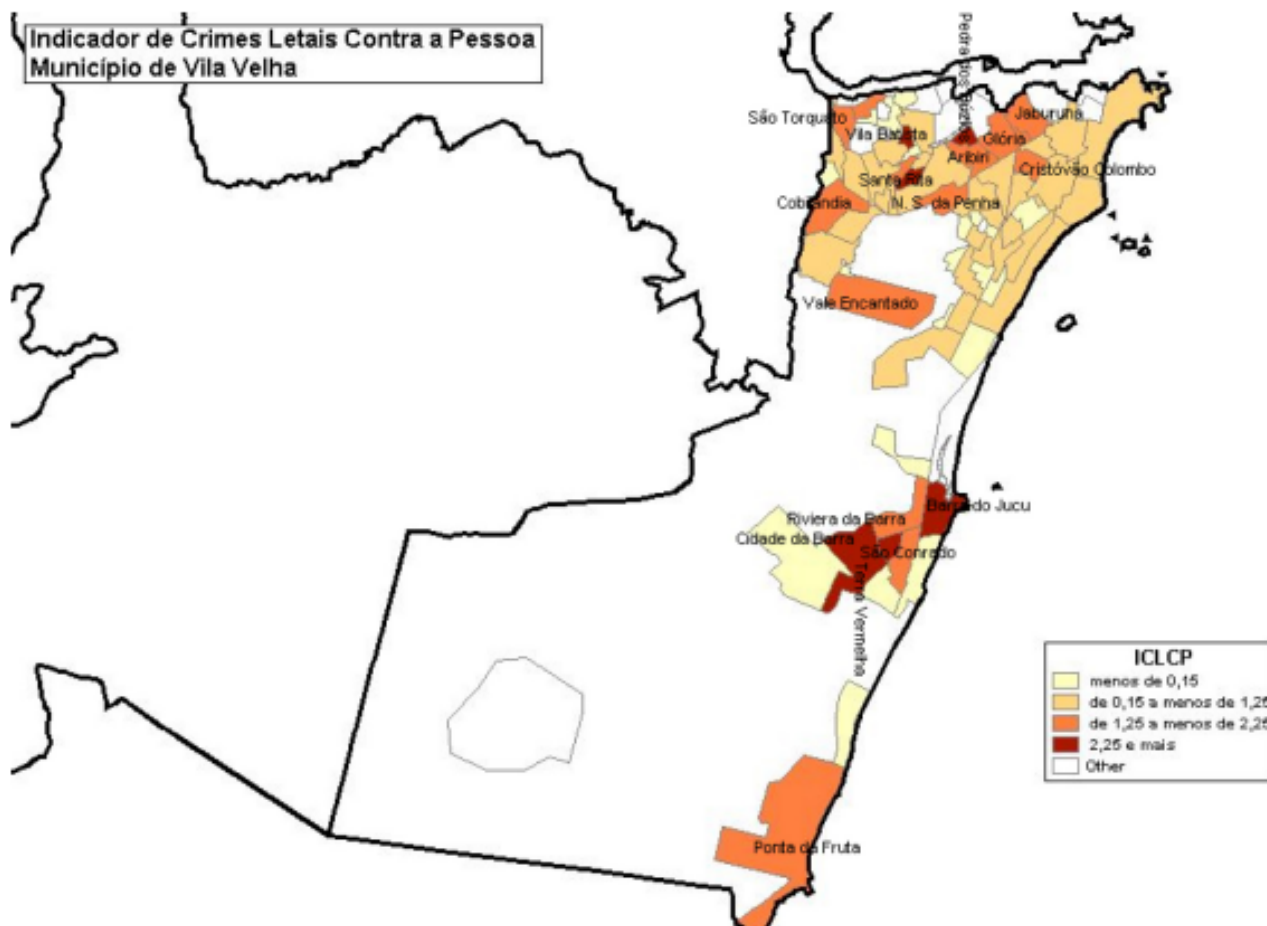 Indicador de Crimes Letais Contra a Pessoa
Município de Vila Velha
Pedra dos Búzios
São Torquato
Jaburuna
Vila Batista
Glória
Aribiri
Cristóvão Colombo
Santa Rita
Cobilândia
N. S. da Penha
Vale Encantado
Barra do Jucu
Riviera da Barra
Cidade da Barra
São Conrado
Terra Vermelha
Ponta da Fruta
ICLCP
menos de 0,15
de 0,15 a menos de 1,25
de 1,25 a menos de 2,25
2,25 e mais
Other